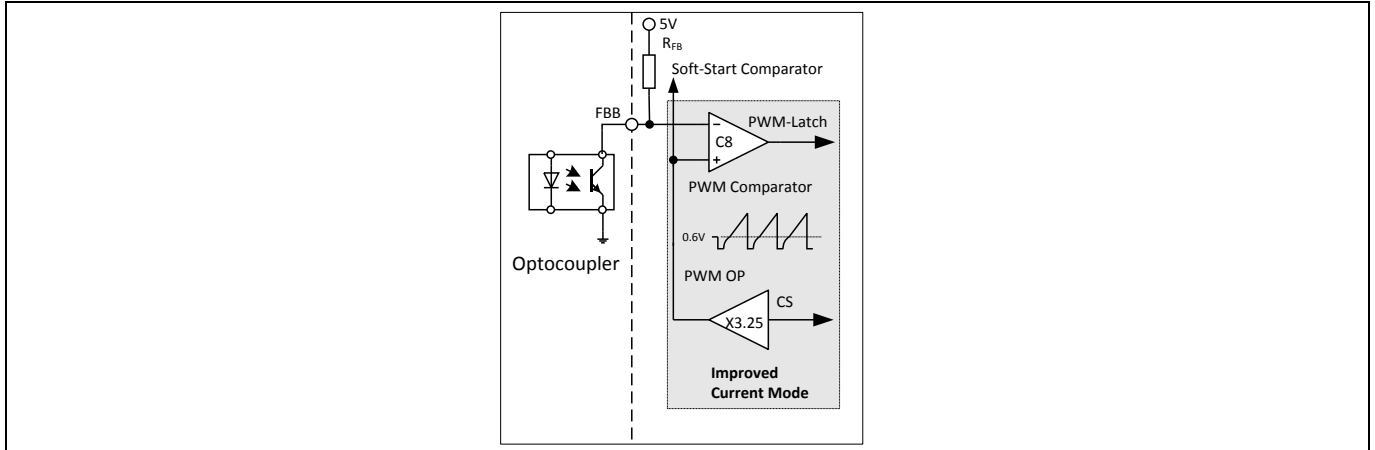 5V
RFB
Soft-Start Comparator
FBB
PWM-Latch
C8
PWM Comparator
0.6V
Optocoupler
PWM OP
CS
X3.25
Improved
Current Mode